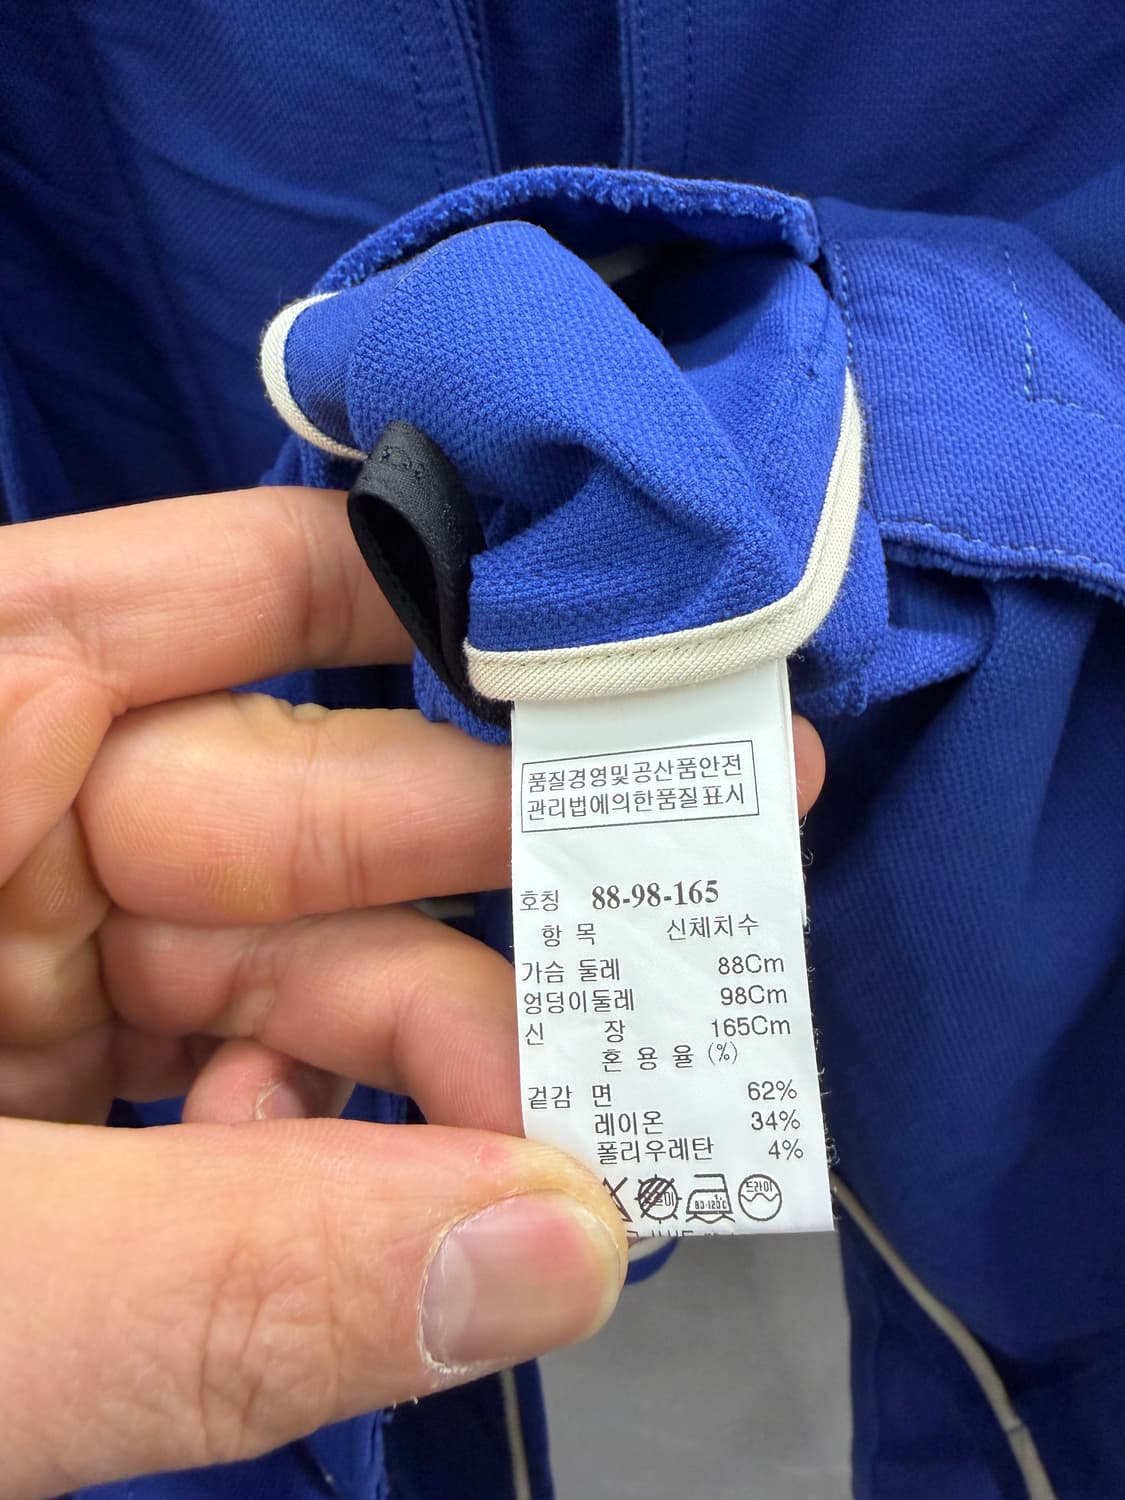 품질경영및공산품안전
관리법에의한품질표시
호칭 88-98-165
항 목 신체치수
가슴 둘레 88Cm
엉덩이둘레 98Cm
신 장 165Cm
혼 용 율 (%)
겉감 면 62%
레이온 34%
폴리우레탄 4%
80-120℃ 드라이